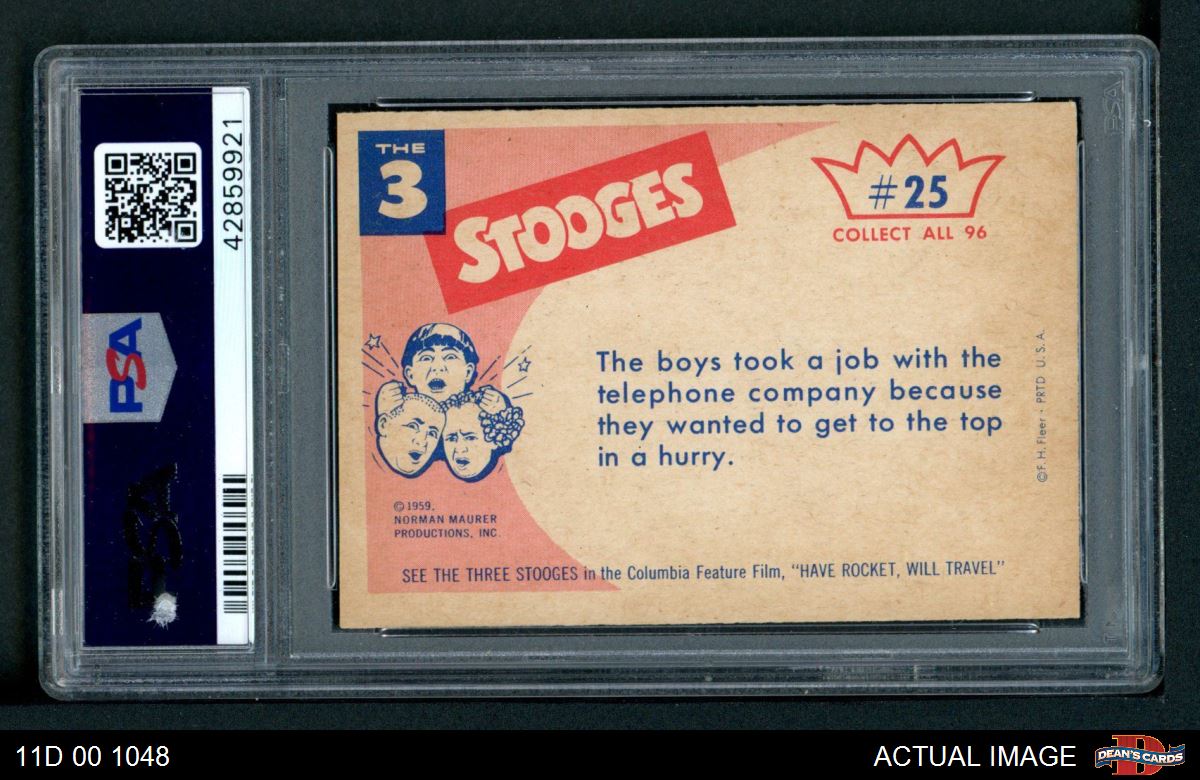 THE
3
STOOGES
#25
COLLECT ALL 96
The boys took a job with the
telephone company because
they wanted to get to the top
in a hurry.
©F. H. Fleer • PRTD U. S. A.
© 1959,
NORMAN MAURER
PRODUCTIONS, INC.
SEE THE THREE STOOGES in the Columbia Feature Film, "HAVE ROCKET, WILL TRAVEL"
42859921
PSA
PSA
PSA
11D 00 1048
ACTUAL IMAGE
DEAN'S CARDS